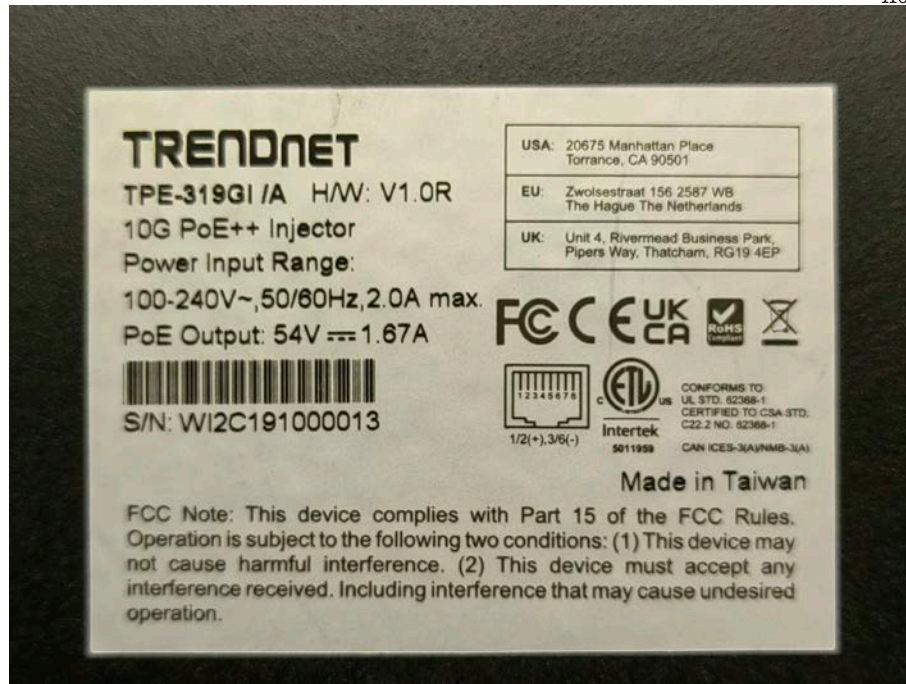 TRENDnet
TPE-319GI /A H/W: V1.0R
10G PoE++ Injector
Power Input Range:
100-240V~,50/60Hz,2.0A max.
PoE Output: 54V ⎓ 1.67A
S/N: WI2C191000013
USA: 20675 Manhattan Place
Torrance, CA 90501
EU: Zwolsestraat 156 2587 WB
The Hague The Netherlands
UK: Unit 4, Rivermead Business Park,
Pipers Way, Thatcham, RG19 4EP
FC CE UK
CA
RoHS
Compliant
12345678
1/2(+),3/6(-)
c ETL us
Intertek
5011959
CONFORMS TO
UL STD. 62368-1
CERTIFIED TO CSA STD.
C22.2 NO. 62368-1
CAN ICES-3(A)/NMB-3(A)
Made in Taiwan
FCC Note: This device complies with Part 15 of the FCC Rules.
Operation is subject to the following two conditions: (1) This device may
not cause harmful interference. (2) This device must accept any
interference received. Including interference that may cause undesired
operation.